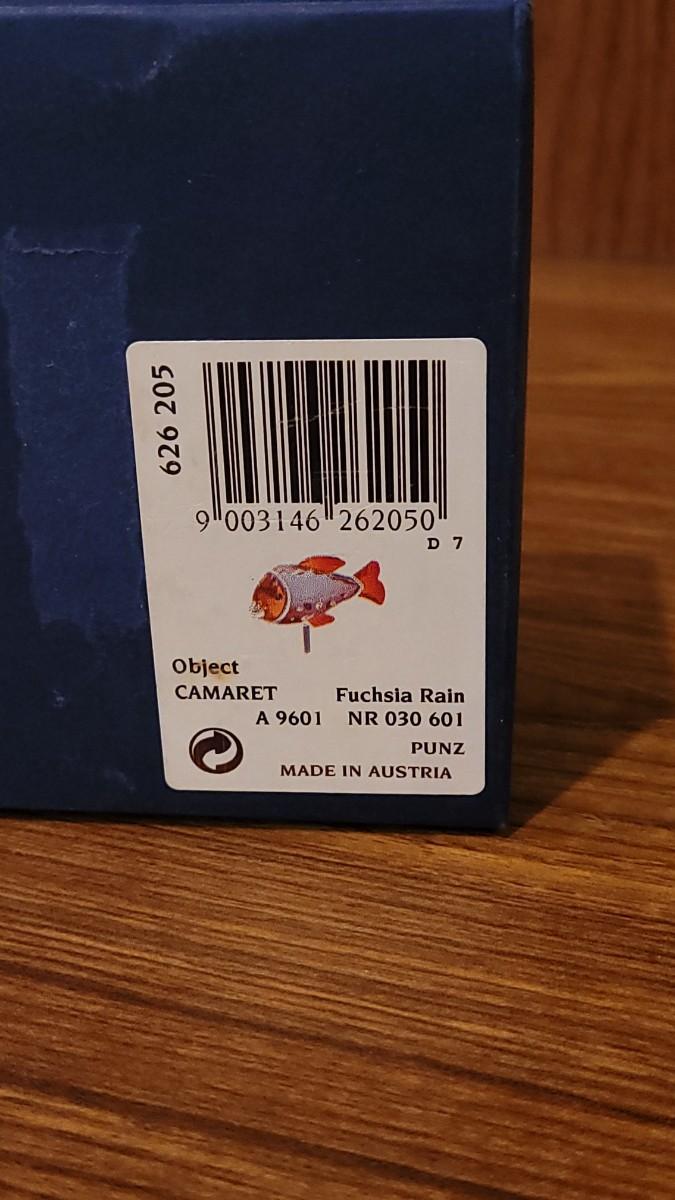 626 205
9 003146 262050
D 7
Object
CAMARET Fuchsia Rain
A 9601 NR 030 601
PUNZ
MADE IN AUSTRIA